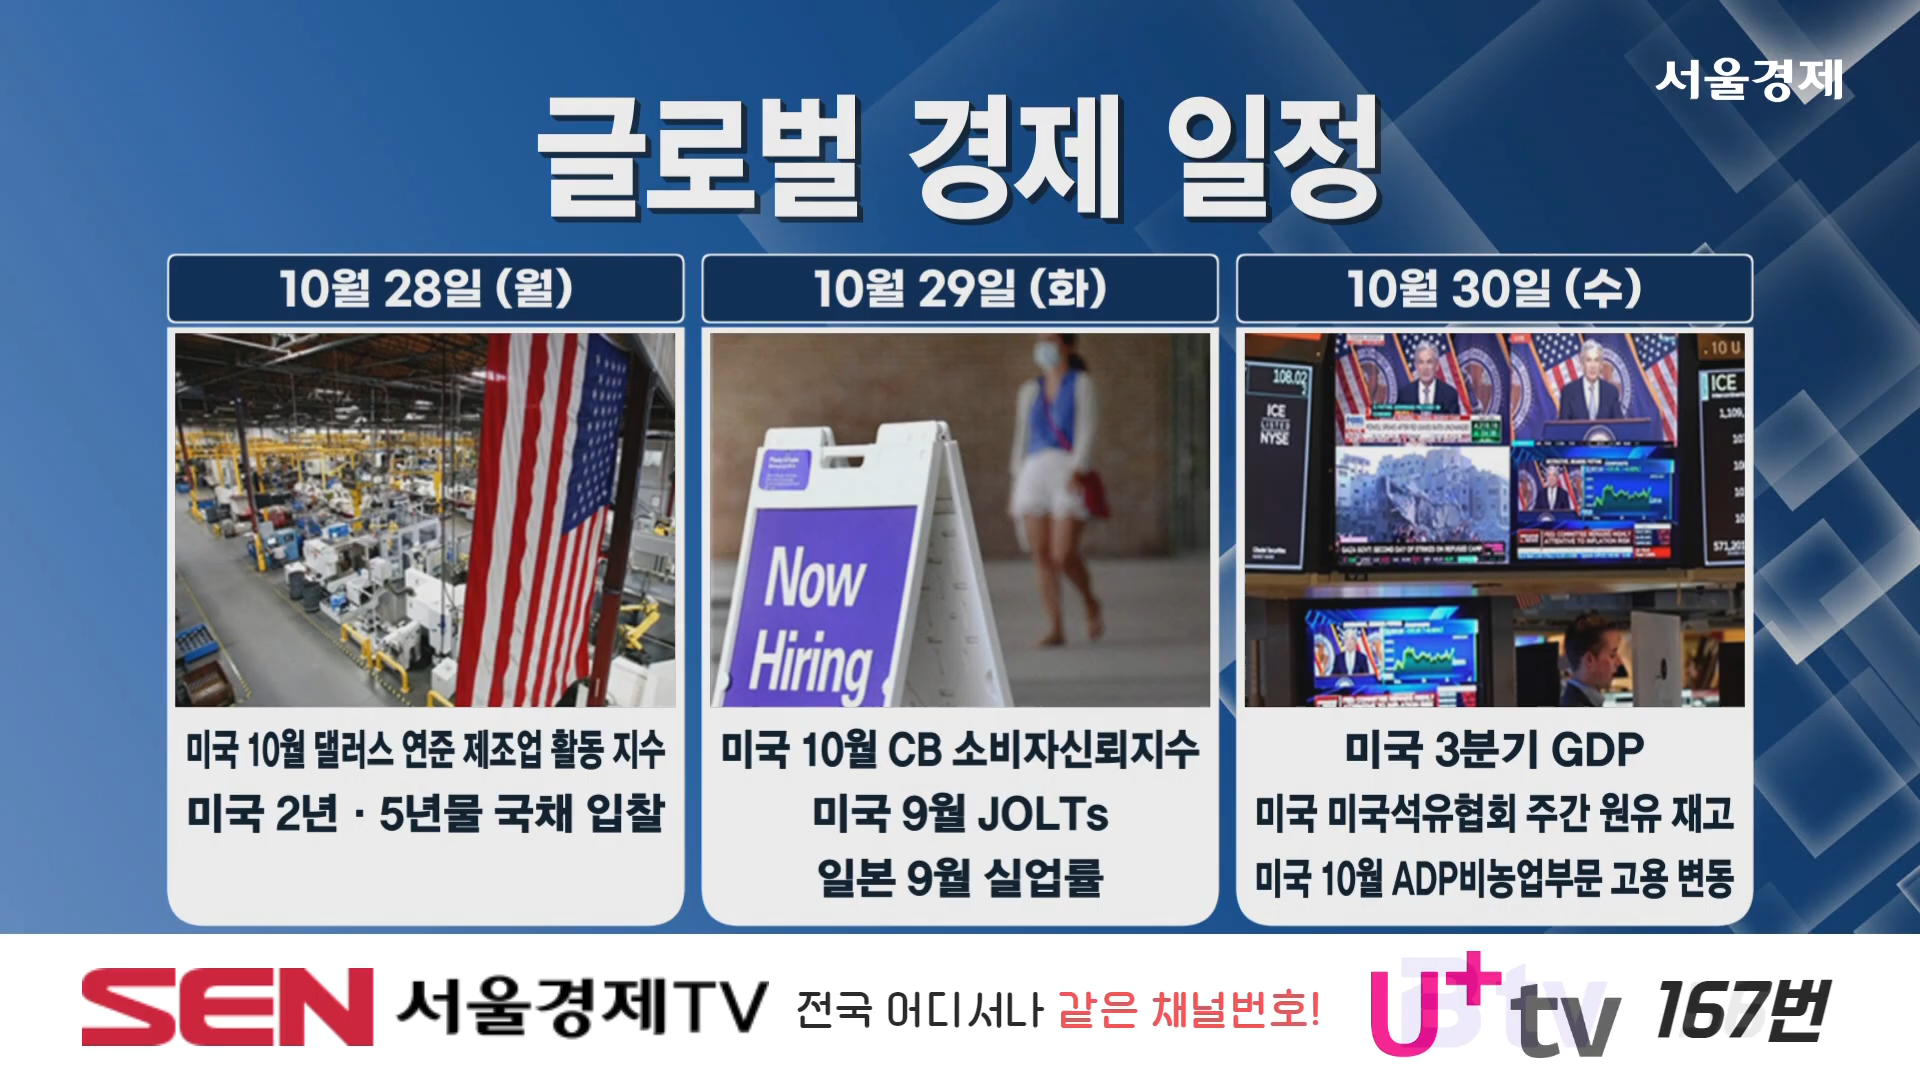 서울경제
글로벌 경제 일정
10월 28일 (월)
10월 29일 (화)
10월 30일 (수)
Now
Hiring
108.02
ICE
NYSE
.10 U
ICE
미국 10월 댈러스 연준 제조업 활동 지수
미국 2년 · 5년물 국채 입찰
미국 10월 CB 소비자신뢰지수
미국 9월 JOLTs
일본 9월 실업률
미국 3분기 GDP
미국 미국석유협회 주간 원유 재고
미국 10월 ADP비농업부문 고용 변동
SEN 서울경제TV 전국 어디서나 같은 채널번호! U+tv 167번